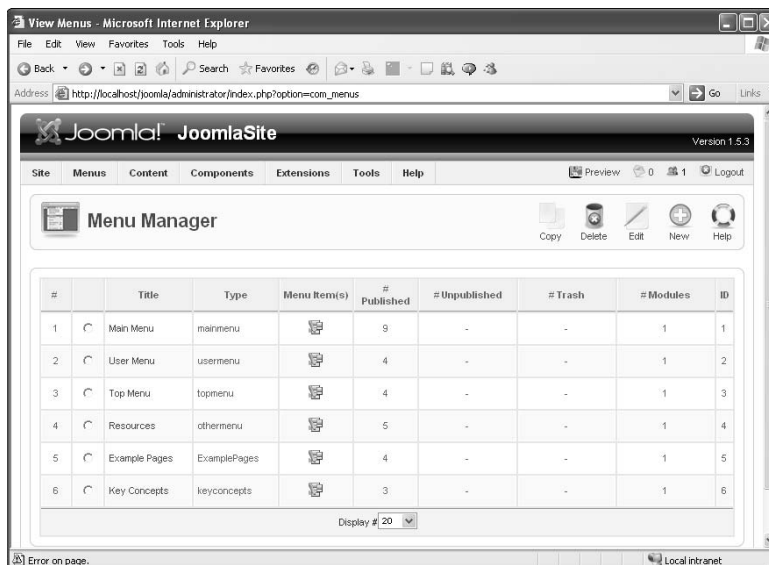 View Menus - Microsoft Internet Explorer
File Edit View Favorites Tools Help
Back Search Favorites
Address http://localhost/joomla/administrator/index.php?option=com_menus Go Links
Joomla! JoomlaSite
Version 1.5.3
Site Menus Content Components Extensions Tools Help Preview 0 1 Logout
Menu Manager
Copy Delete Edit New Help
# Title Type Menu Item(s) # Published # Unpublished # Trash # Modules ID
1 Main Menu mainmenu 9 - - 1 1
2 User Menu usermenu 4 - - 1 2
3 Top Menu topmenu 4 - - 1 3
4 Resources othermenu 5 - - 1 4
5 Example Pages ExamplePages 4 - - 1 5
6 Key Concepts keyconcepts 3 - - 1 6
Display # 20
Error on page. Local intranet